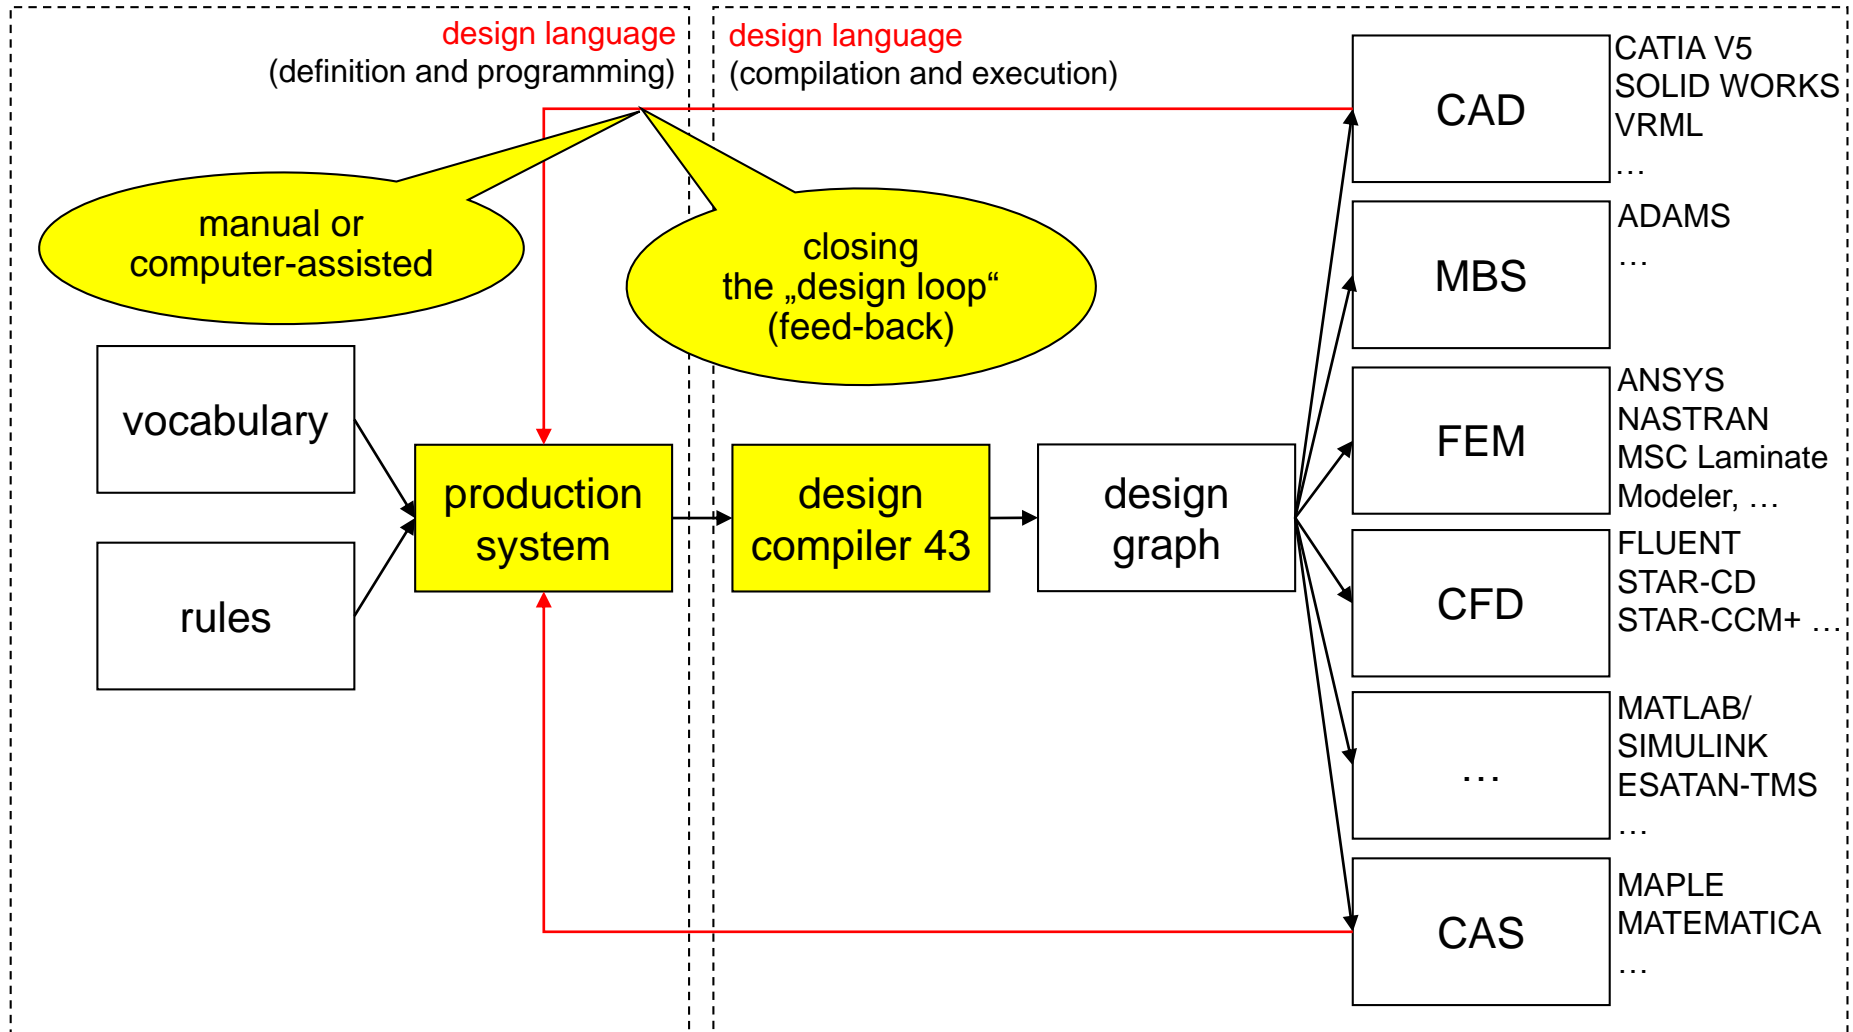 design language
(definition and programming)
design language
(compilation and execution)
manual or
computer-assisted
closing
the „design loop“
(feed-back)
vocabulary
rules
production
system
design
compiler 43
design
graph
CAD
CATIA V5
SOLID WORKS
VRML
…
MBS
ADAMS
…
FEM
ANSYS
NASTRAN
MSC Laminate
Modeler, …
CFD
FLUENT
STAR-CD
STAR-CCM+ …
…
MATLAB/
SIMULINK
ESATAN-TMS
…
CAS
MAPLE
MATEMATICA
…